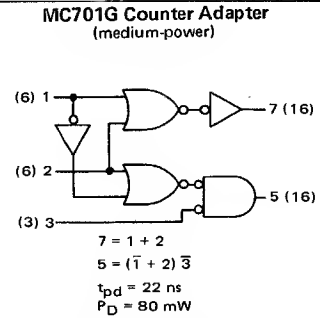 MC701G Counter Adapter
(medium-power)
(6) 1
7 (16)
(6) 2
5 (16)
(3) 3
7 = 1 + 2
5 = (1̅ + 2) 3̅
tpd = 22 ns
PD = 80 mW